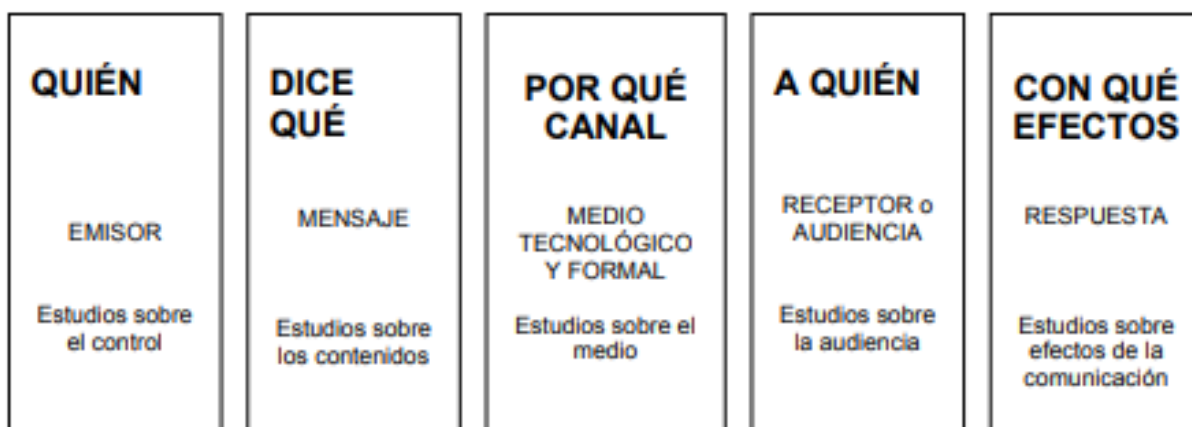 QUIÉN
EMISOR
Estudios sobre
el control
DICE
QUÉ
MENSAJE
Estudios sobre
los contenidos
POR QUÉ
CANAL
MEDIO
TECNOLÓGICO
Y FORMAL
Estudios sobre el
medio
A QUIÉN
RECEPTOR o
AUDIENCIA
Estudios sobre
la audiencia
CON QUÉ
EFECTOS
RESPUESTA
Estudios sobre
efectos de la
comunicación